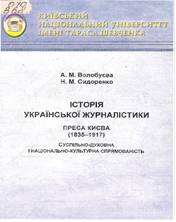 КИЇВСЬКИЙ
НАЦІОНАЛЬНИЙ УНІВЕРСИТЕТ
ІМЕНІ ТАРАСА ШЕВЧЕНКА
А. М. Волобуєва
Н. М. Сидоренко
ІСТОРІЯ
УКРАЇНСЬКОЇ ЖУРНАЛІСТИКИ
ПРЕСА КИЄВА
(1835–1917)
СУСПІЛЬНО-ДУХОВНА
І НАЦІОНАЛЬНО-КУЛЬТУРНА СПРЯМОВАНІСТЬ